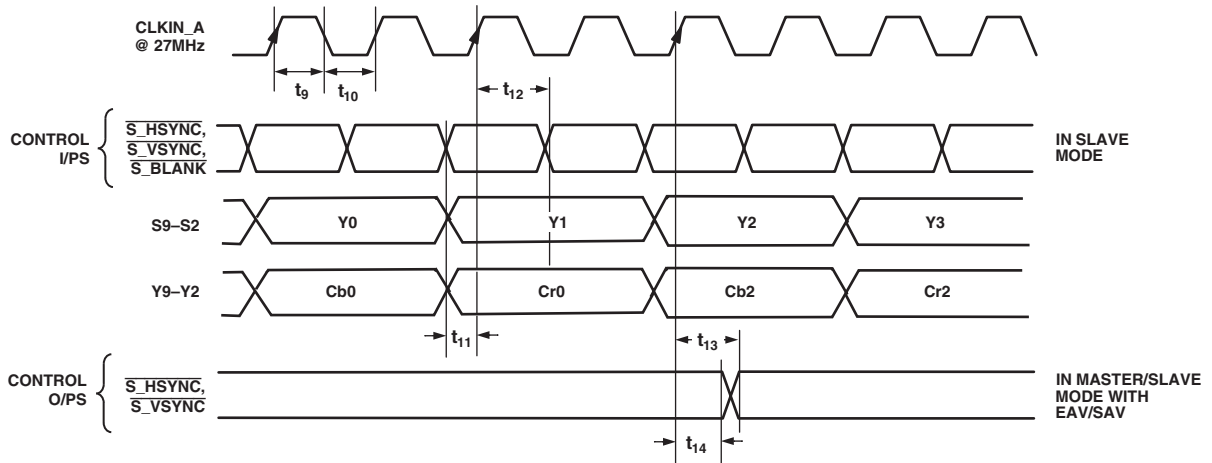 CLKIN_A
@ 27MHz
t9
t10
t12
CONTROL
I/PS
S_HSYNC,
S_VSYNC,
S_BLANK
IN SLAVE
MODE
S9–S2
Y0
Y1
Y2
Y3
Y9–Y2
Cb0
Cr0
Cb2
Cr2
t11
t13
CONTROL
O/PS
S_HSYNC,
S_VSYNC
IN MASTER/SLAVE
MODE WITH
EAV/SAV
t14